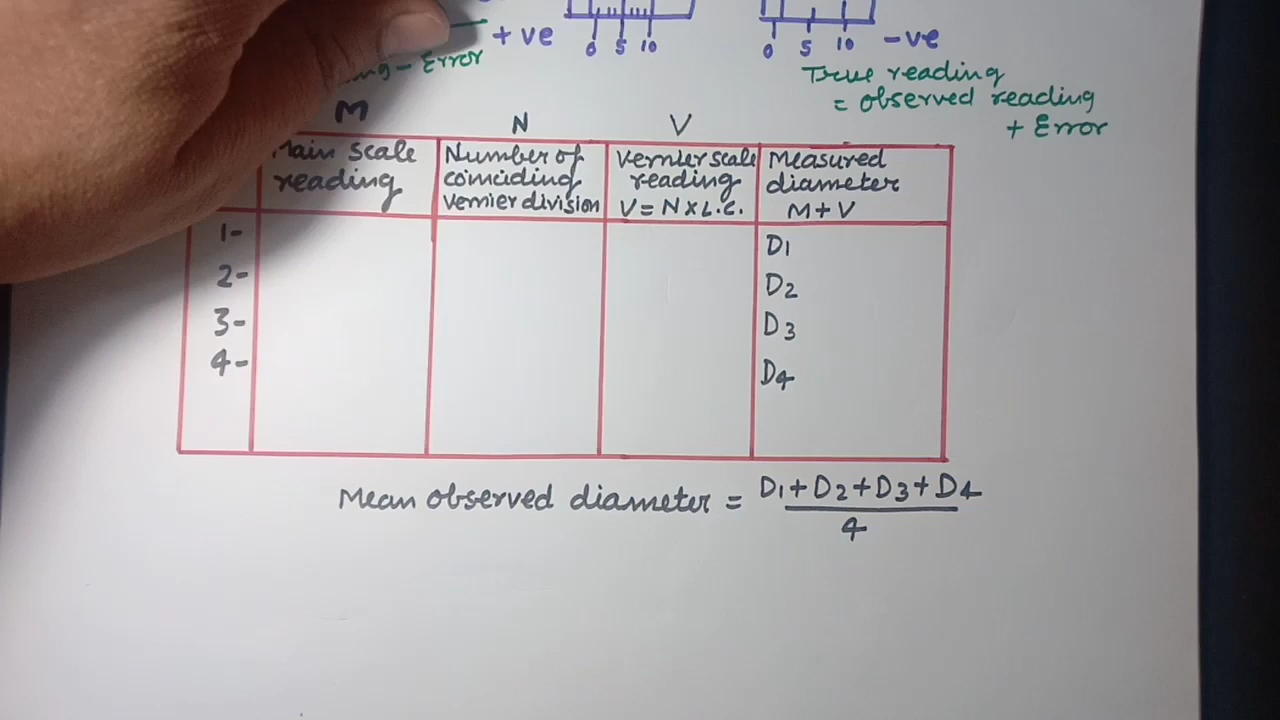 + ve
0 5 10
0 5 10
-ve
Error
True reading
= observed reading
+ Error
M
N
V
Main scale
reading
Number of
coinciding
vernier division
Vernier scale
reading
V = N x L.C.
Measured
diameter
M + V
1-
D1
2-
D2
3-
D3
4-
D4
Mean observed diameter = D1 + D2 + D3 + D4
4